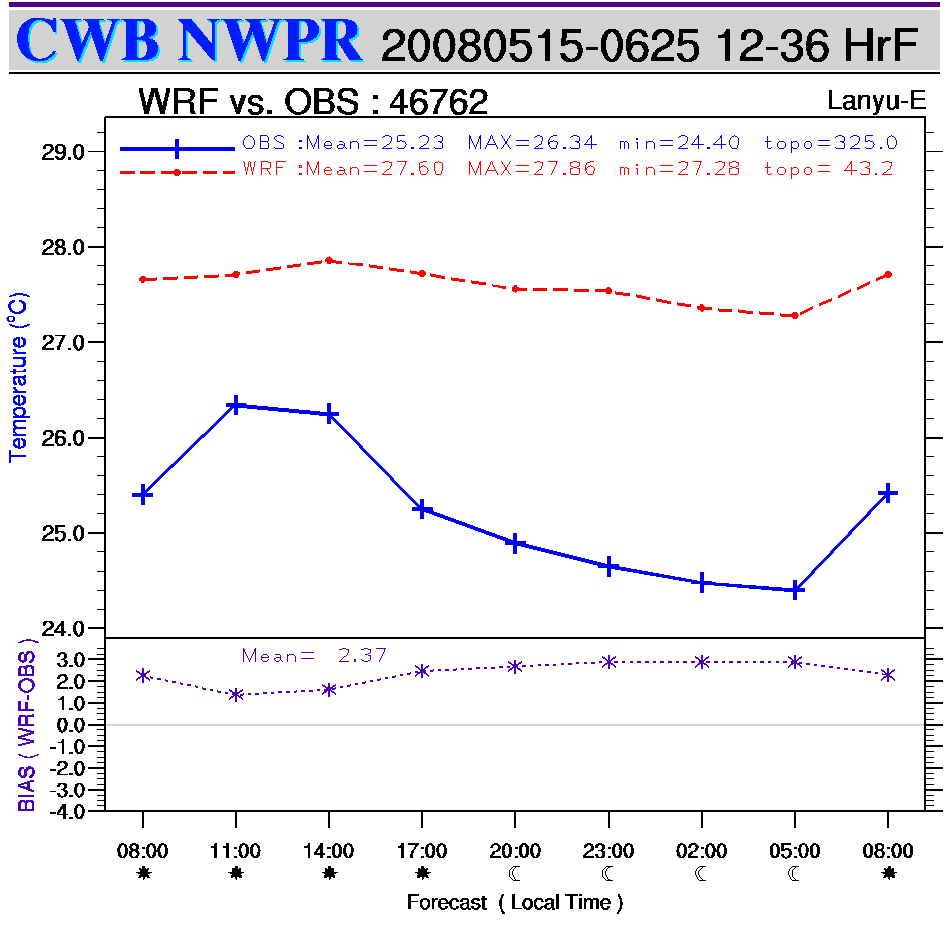 CWB NWPR 20080515-0625 12-36 HrF
WRF vs. OBS : 46762 Lanyu-E
OBS :Mean=25.23 MAX=26.34 min=24.40 topo=325.0
WRF :Mean=27.60 MAX=27.86 min=27.28 topo= 43.2
Temperature (°C)
29.0
28.0
27.0
26.0
25.0
24.0
BIAS ( WRF-OBS )
Mean= 2.37
3.0
2.0
1.0
0.0
-1.0
-2.0
-3.0
-4.0
08:00 11:00 14:00 17:00 20:00 23:00 02:00 05:00 08:00
Forecast ( Local Time )